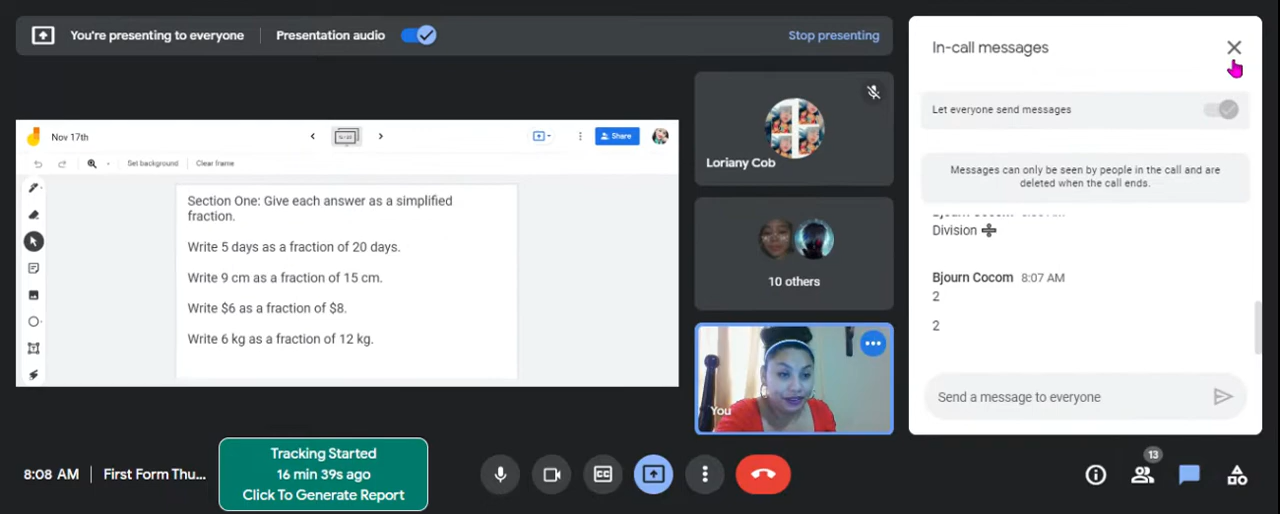 You're presenting to everyone
Presentation audio
Stop presenting
Nov 17th
Share
Set background
Clear frame
Section One: Give each answer as a simplified
fraction.
Write 5 days as a fraction of 20 days.
Write 9 cm as a fraction of 15 cm.
Write $6 as a fraction of $8.
Write 6 kg as a fraction of 12 kg.
Loriany Cob
10 others
You
In-call messages
Let everyone send messages
Messages can only be seen by people in the call and are
deleted when the call ends.
Bjourn Cocom
Division ➗
Bjourn Cocom 8:07 AM
2
2
Send a message to everyone
8:08 AM
First Form Thu...
Tracking Started
16 min 39s ago
Click To Generate Report
CC
13